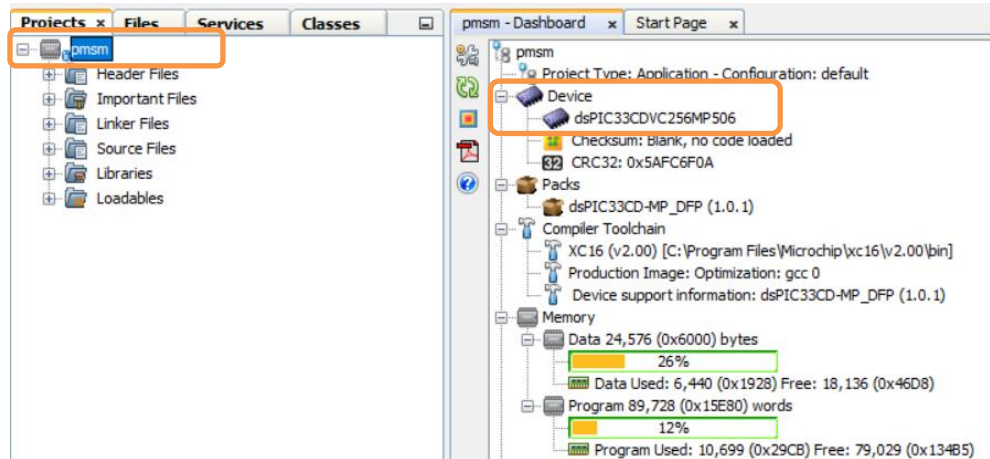 Projects x Files Services Classes
pmsm
Header Files
Important Files
Linker Files
Source Files
Libraries
Loadables
pmsm - Dashboard x Start Page x
pmsm
Project Type: Application - Configuration: default
Device
dsPIC33CDVC256MP506
Checksum: Blank, no code loaded
32 CRC32: 0x5AFC6F0A
Packs
dsPIC33CD-MP_DFP (1.0.1)
Compiler Toolchain
XC16 (v2.00) [C:\Program Files\Microchip\xc16\v2.00\bin]
Production Image: Optimization: gcc 0
Device support information: dsPIC33CD-MP_DFP (1.0.1)
Memory
Data 24,576 (0x6000) bytes
26%
Data Used: 6,440 (0x1928) Free: 18,136 (0x46D8)
Program 89,728 (0x15E80) words
12%
Program Used: 10,699 (0x29CB) Free: 79,029 (0x134B5)